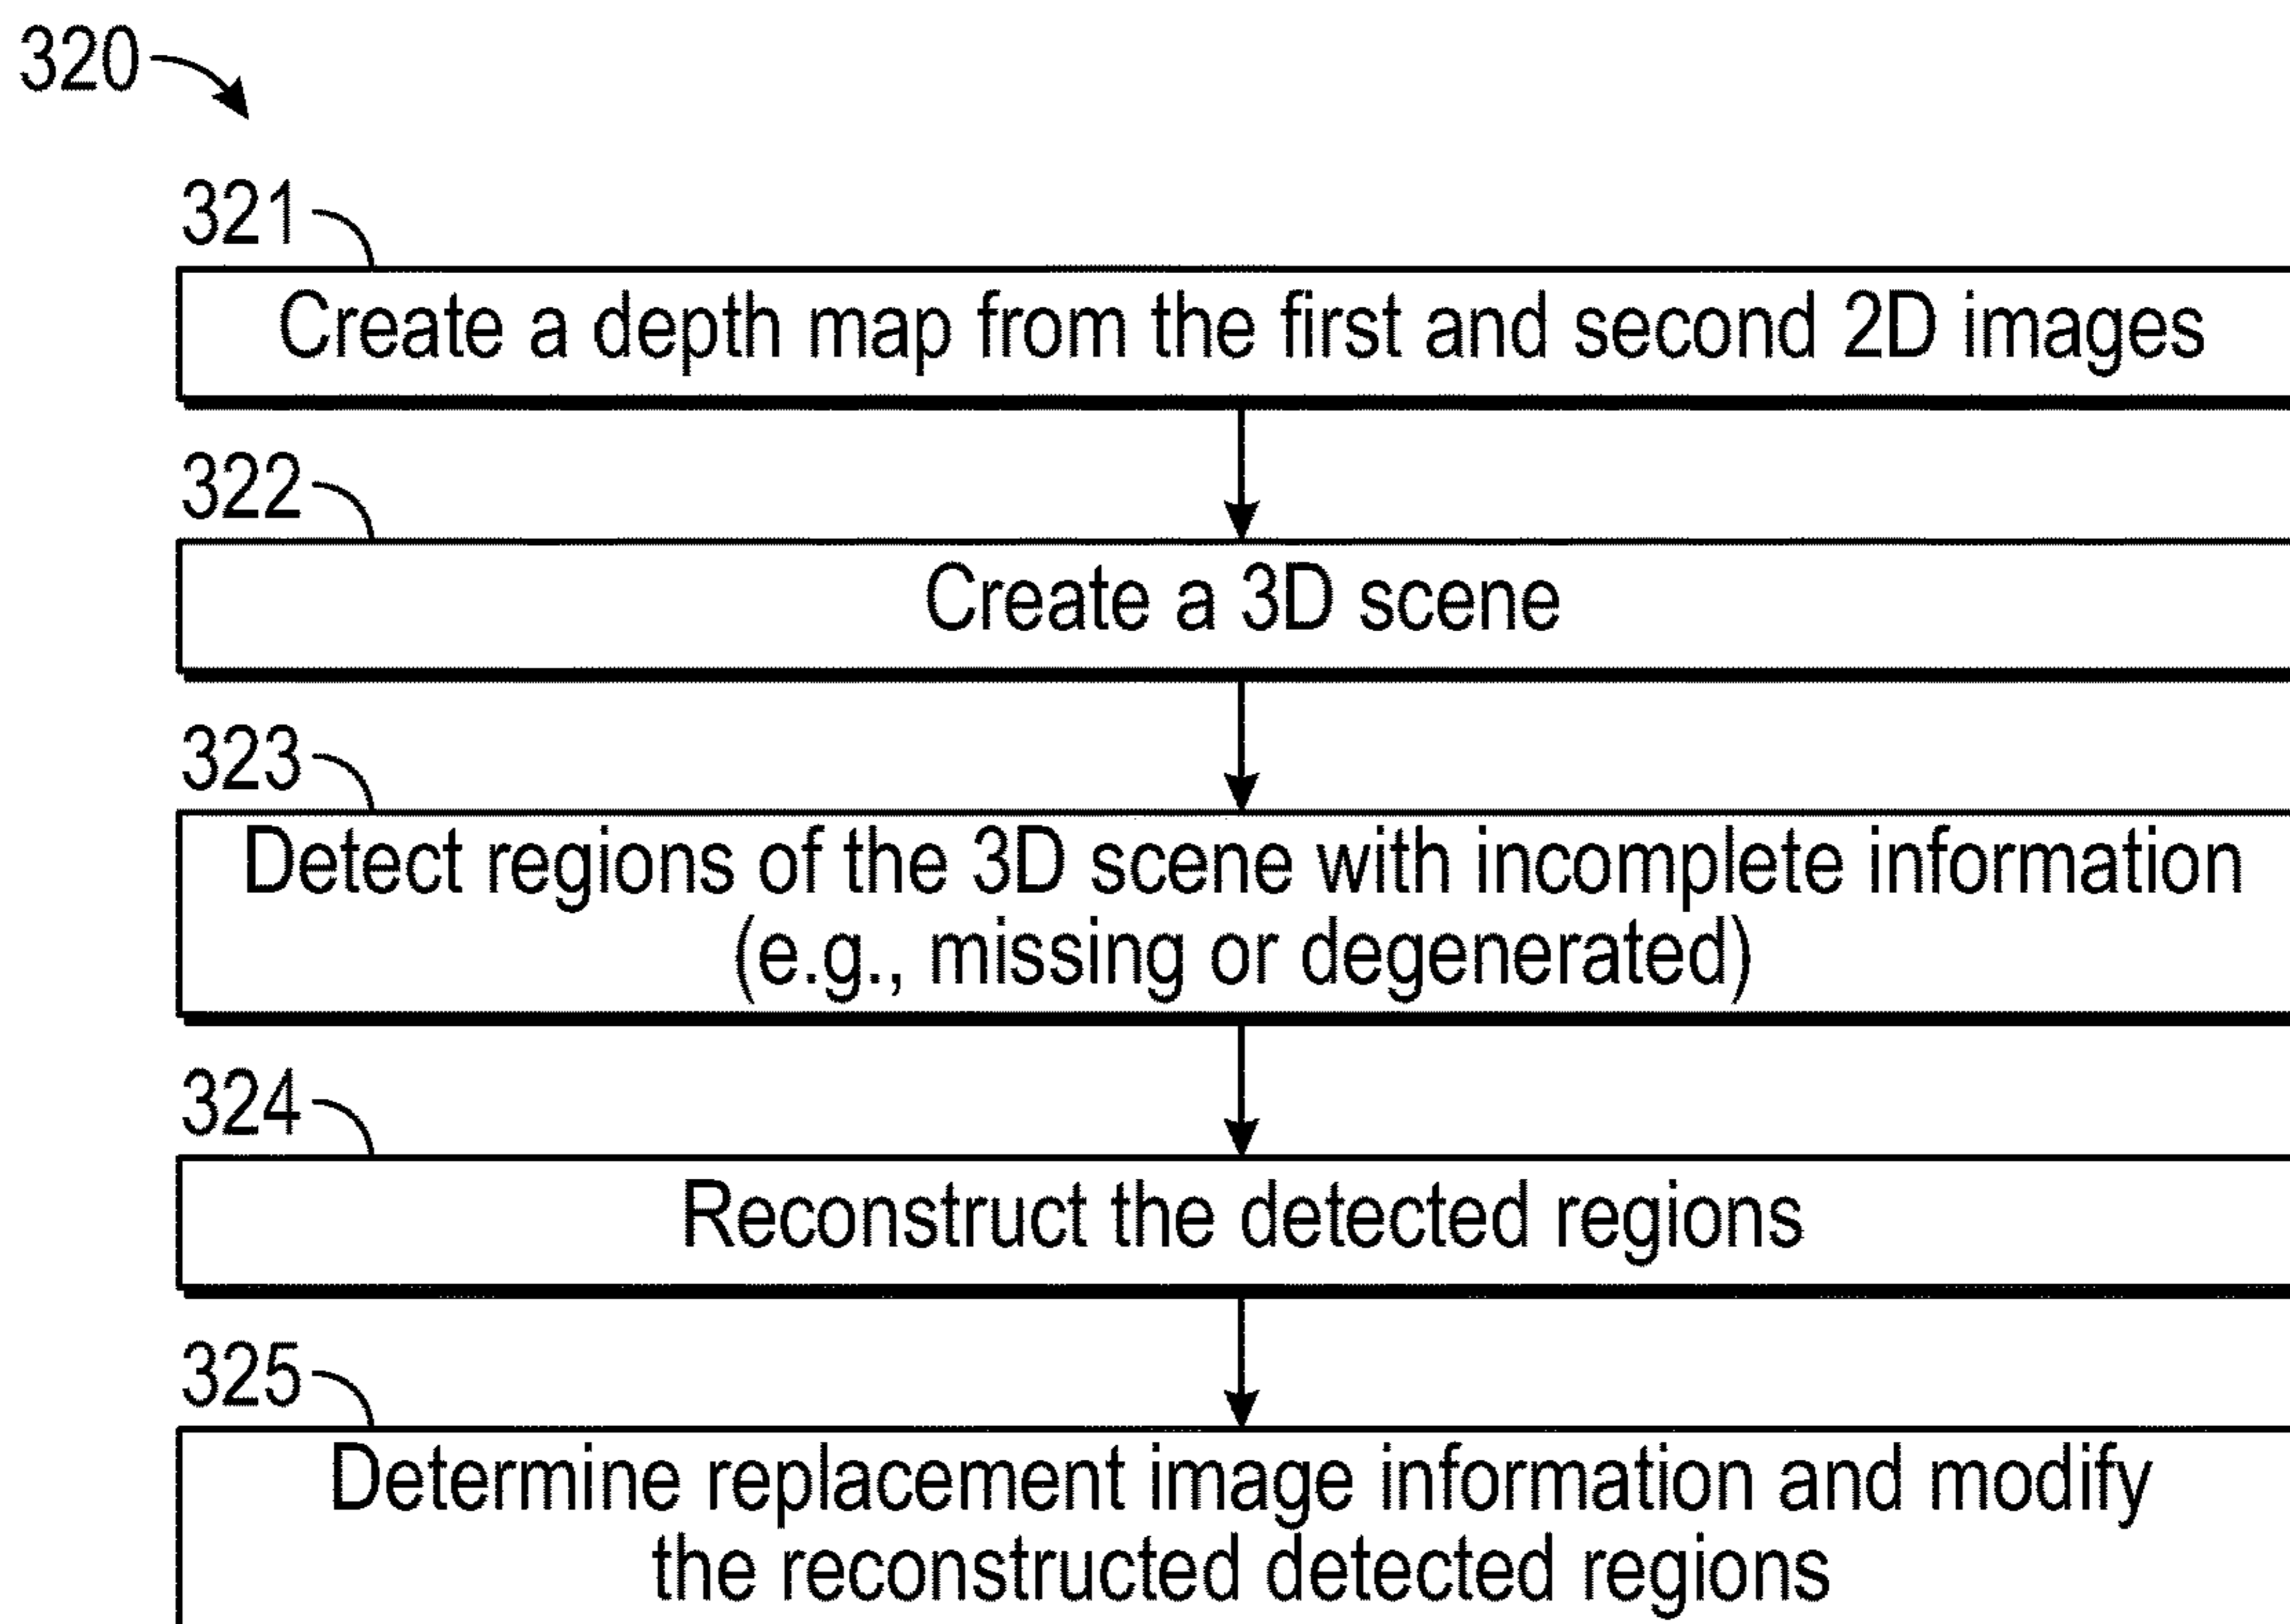 320
321
Create a depth map from the first and second 2D images
322
Create a 3D scene
323
Detect regions of the 3D scene with incomplete information
(e.g., missing or degenerated)
324
Reconstruct the detected regions
325
Determine replacement image information and modify
the reconstructed detected regions